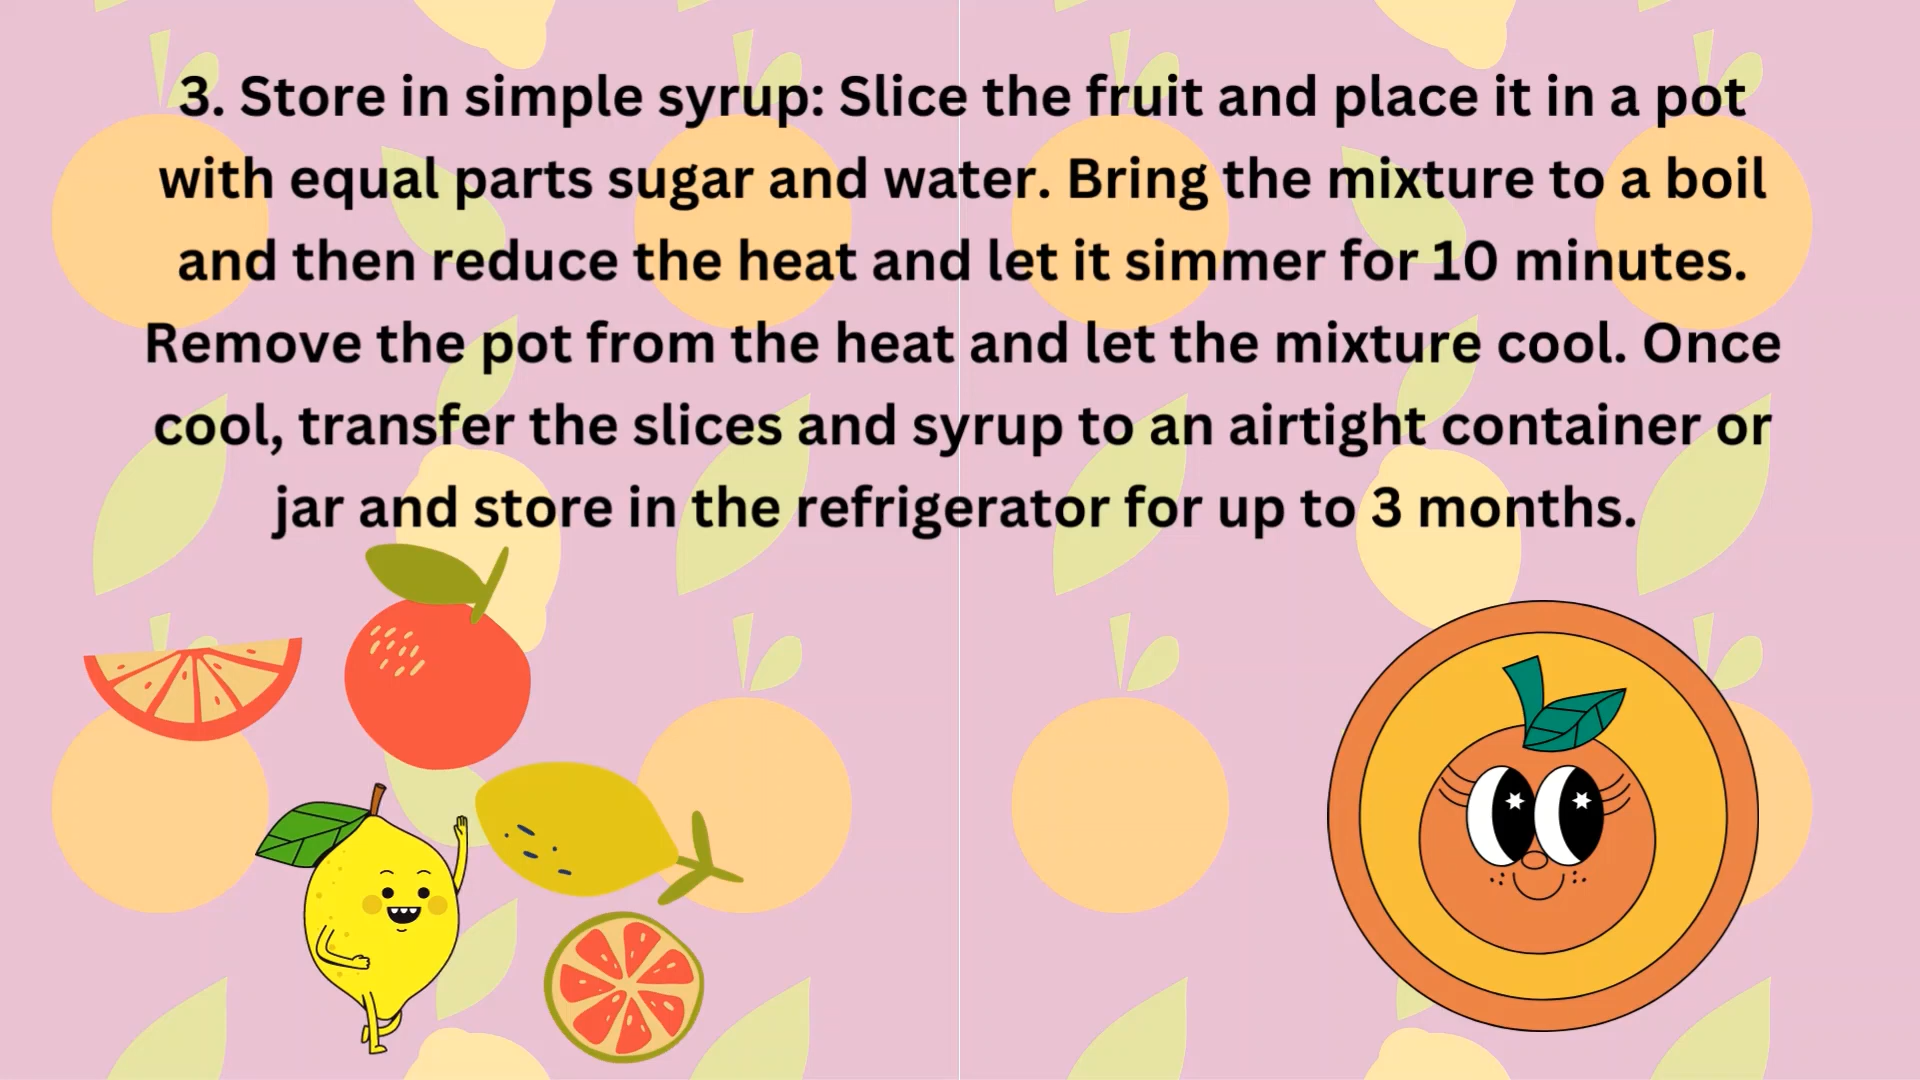 3. Store in simple syrup: Slice the fruit and place it in a pot
with equal parts sugar and water. Bring the mixture to a boil
and then reduce the heat and let it simmer for 10 minutes.
Remove the pot from the heat and let the mixture cool. Once
cool, transfer the slices and syrup to an airtight container or
jar and store in the refrigerator for up to 3 months.